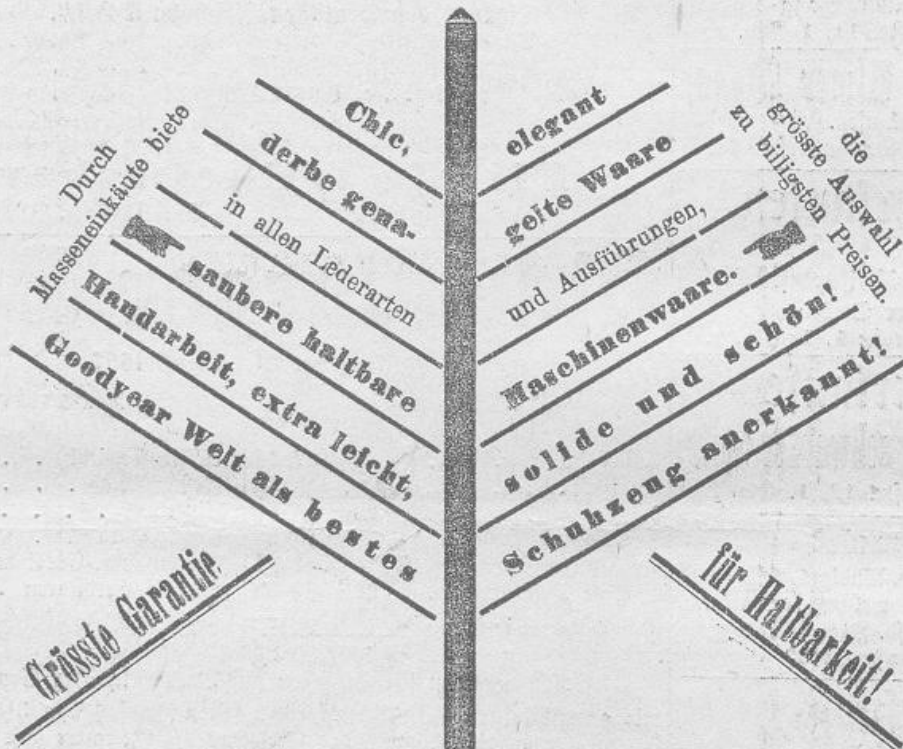 Durch
Masseneinkäute biete
die
grösste Auswahl
zu billigsten Preisen.
Chic, elegant
derbe gena- gelte Waare
in allen Lederarten und Ausführungen,
saubere haltbare Maschinenwaare.
Handarbeit, extra leicht, solide und schön!
Goodyear Welt als bestes Schuhzeug anerkannt!
Grösste Garantie für Haltbarkeit!